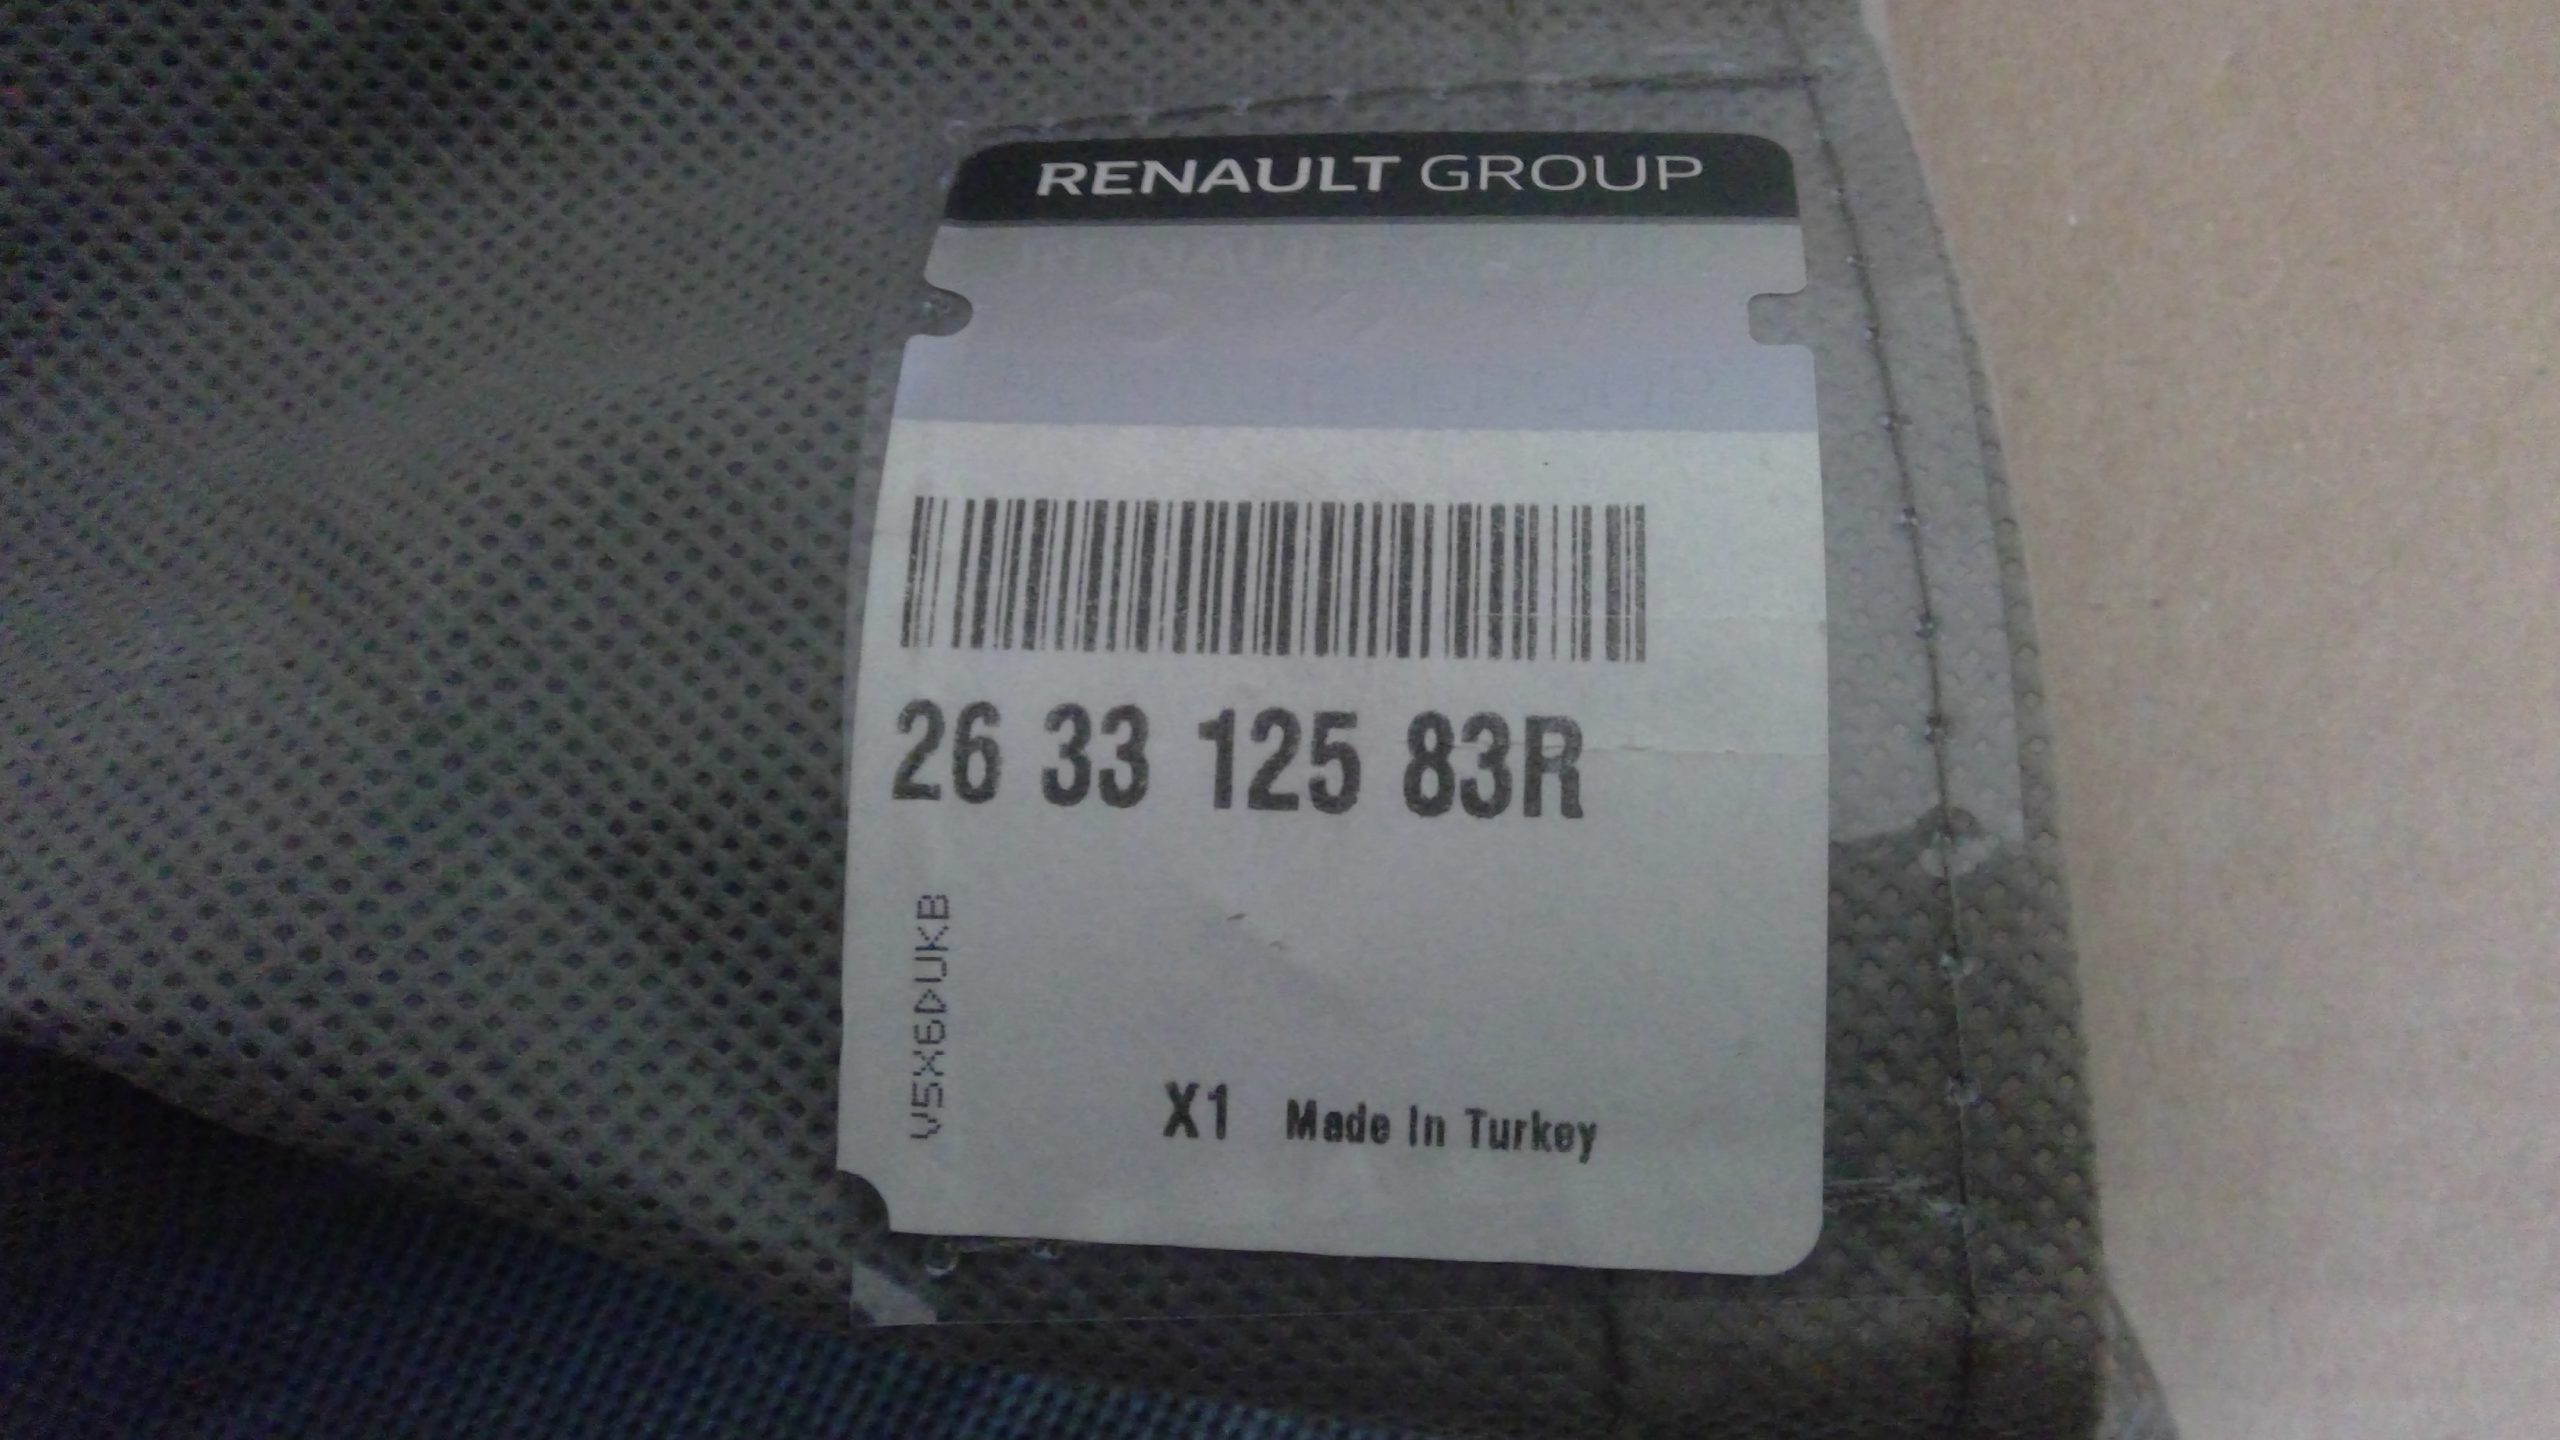 RENAULT GROUP
26 33 125 83R
V5X6DUKB
X1 Made In Turkey